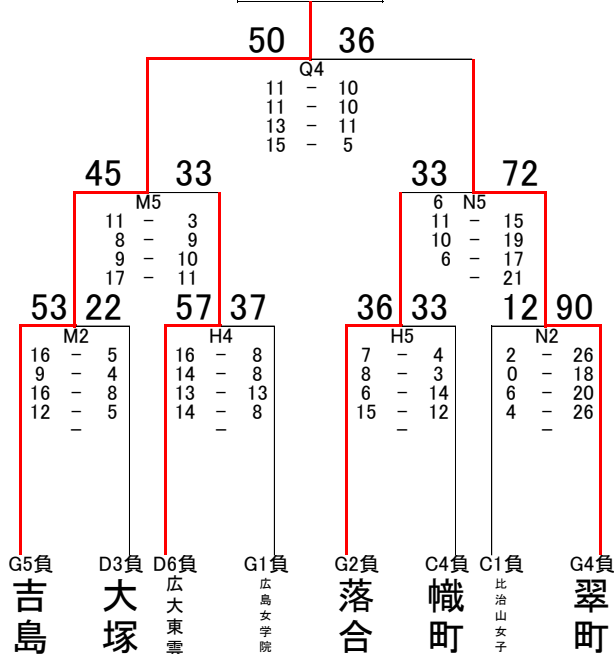 50 36
Q4
11 − 10
11 − 10
13 − 11
15 − 5
45 33
M5
11 − 3
8 − 9
9 − 10
17 − 11
33 72
6 N5
11 − 15
10 − 19
6 − 17
− 21
53 22
M2
16 − 5
9 − 4
16 − 8
12 − 5
−
57 37
H4
16 − 8
14 − 8
13 − 13
14 − 8
−
36 33
H5
7 − 4
8 − 3
6 − 14
15 − 12
−
12 90
N2
2 − 26
0 − 18
6 − 20
4 − 26
−
G5負 D3負 D6負 G1負 G2負 C4負 C1負 G4負
吉島
大塚
広大東雲
広島女学院
落合
幟町
比治山女子
翠町